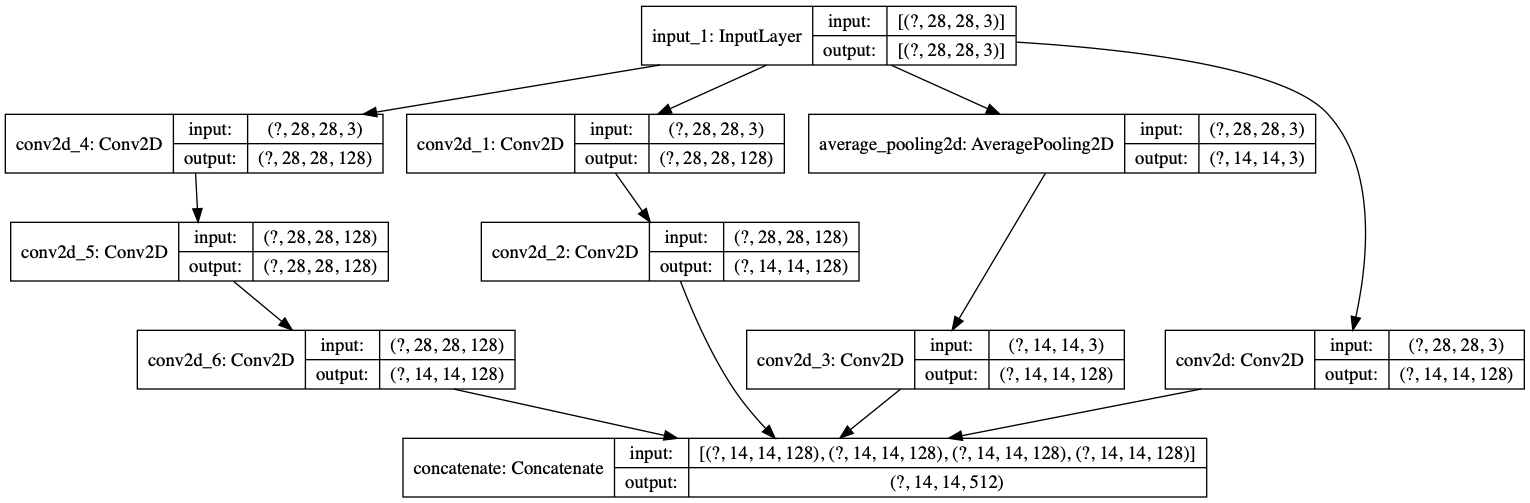 input_1: InputLayer
input: [(?, 28, 28, 3)]
output: [(?, 28, 28, 3)]
conv2d_4: Conv2D
input: (?, 28, 28, 3)
output: (?, 28, 28, 128)
conv2d_1: Conv2D
input: (?, 28, 28, 3)
output: (?, 28, 28, 128)
average_pooling2d: AveragePooling2D
input: (?, 28, 28, 3)
output: (?, 14, 14, 3)
conv2d_5: Conv2D
input: (?, 28, 28, 128)
output: (?, 28, 28, 128)
conv2d_2: Conv2D
input: (?, 28, 28, 128)
output: (?, 14, 14, 128)
conv2d_6: Conv2D
input: (?, 28, 28, 128)
output: (?, 14, 14, 128)
conv2d_3: Conv2D
input: (?, 14, 14, 3)
output: (?, 14, 14, 128)
conv2d: Conv2D
input: (?, 28, 28, 3)
output: (?, 14, 14, 128)
concatenate: Concatenate
input: [(?, 14, 14, 128), (?, 14, 14, 128), (?, 14, 14, 128), (?, 14, 14, 128)]
output: (?, 14, 14, 512)